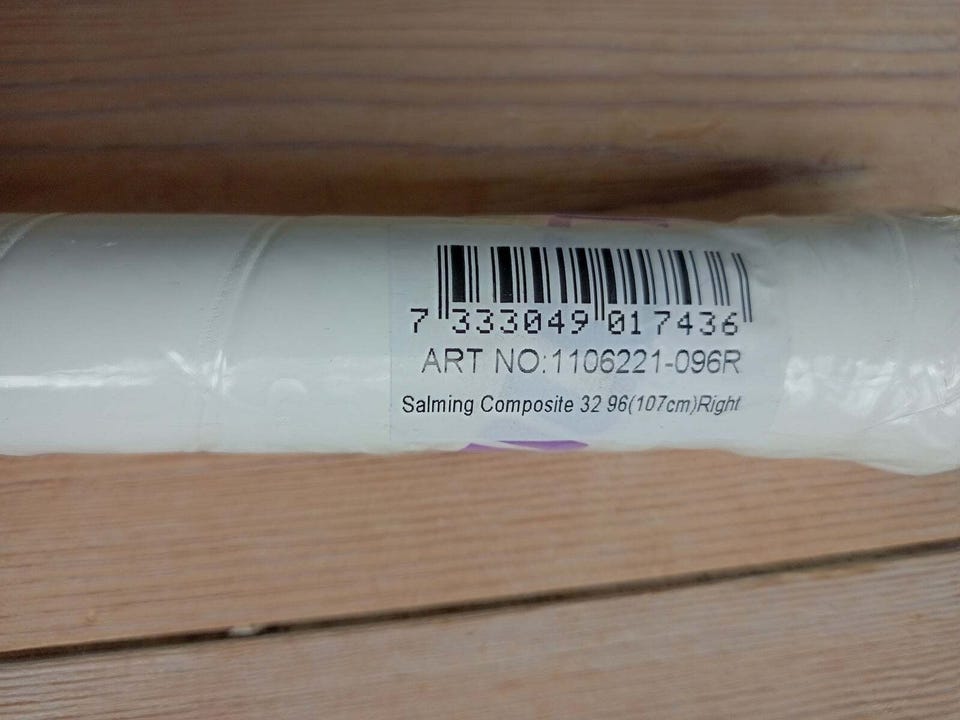 7 333049 017436
ART NO:1106221-096R
Salming Composite 32 96(107cm)Right